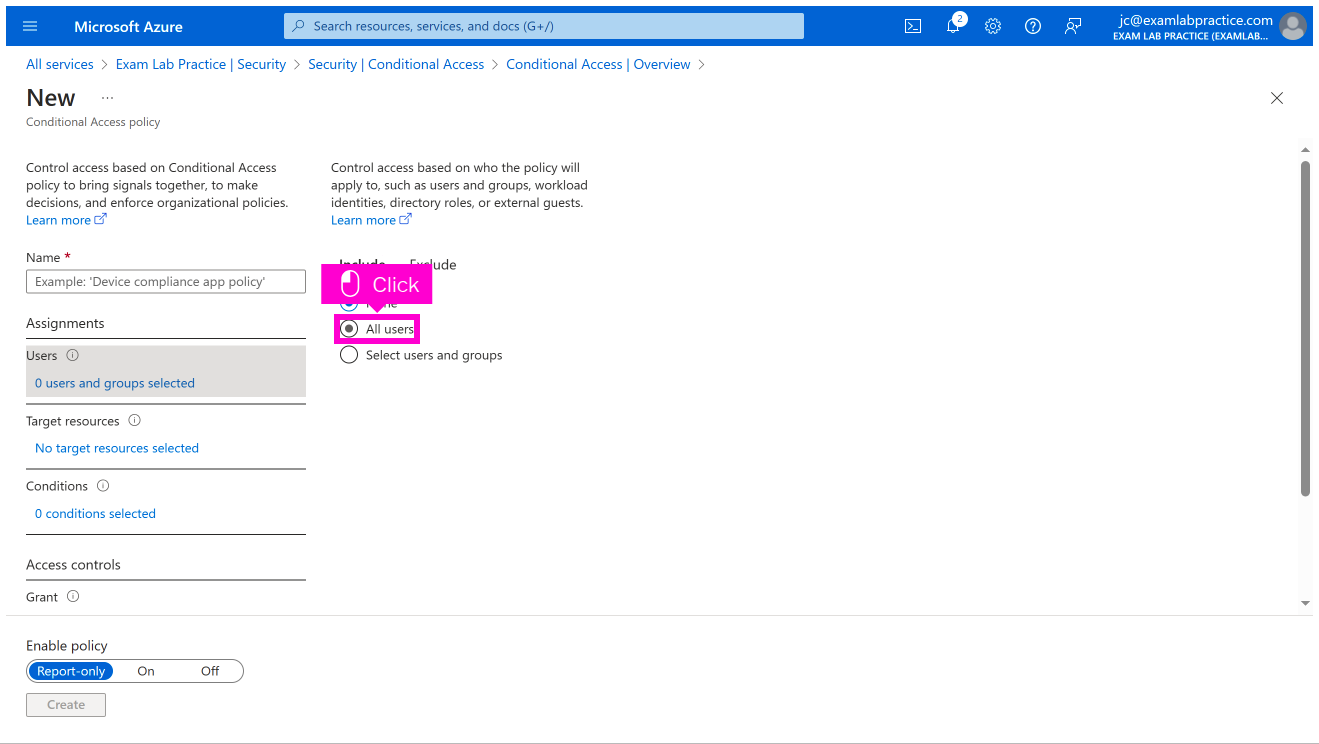 Microsoft Azure
Search resources, services, and docs (G+/)
2
jc@examlabpractice.com
EXAM LAB PRACTICE (EXAMLAB...
All services > Exam Lab Practice | Security > Security | Conditional Access > Conditional Access | Overview >
New ...
Conditional Access policy
Control access based on Conditional Access
policy to bring signals together, to make
decisions, and enforce organizational policies.
Learn more
Name *
Example: 'Device compliance app policy'
Assignments
Users
0 users and groups selected
Target resources
No target resources selected
Conditions
0 conditions selected
Access controls
Grant
Control access based on who the policy will
apply to, such as users and groups, workload
identities, directory roles, or external guests.
Learn more
Include Exclude
Click
All users
Select users and groups
Enable policy
Report-only On Off
Create